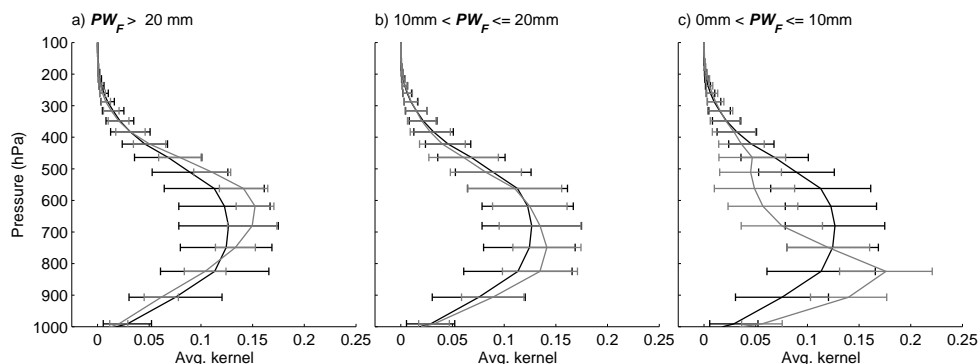 a) PW_F > 20 mm
b) 10mm < PW_F <= 20mm
c) 0mm < PW_F <= 10mm
Pressure (hPa)
100
200
300
400
500
600
700
800
900
1000
0 0.05 0.1 0.15 0.2 0.25
0 0.05 0.1 0.15 0.2 0.25
0 0.05 0.1 0.15 0.2 0.25
Avg. kernel
Avg. kernel
Avg. kernel